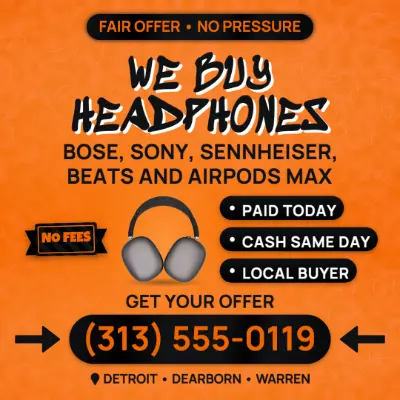 FAIR OFFER • NO PRESSURE
WE BUY
HEADPHONES
BOSE, SONY, SENNHEISER,
BEATS AND AIRPODS MAX
• PAID TODAY
NO FEES
• CASH SAME DAY
• LOCAL BUYER
GET YOUR OFFER
(313) 555-0119
DETROIT • DEARBORN • WARREN